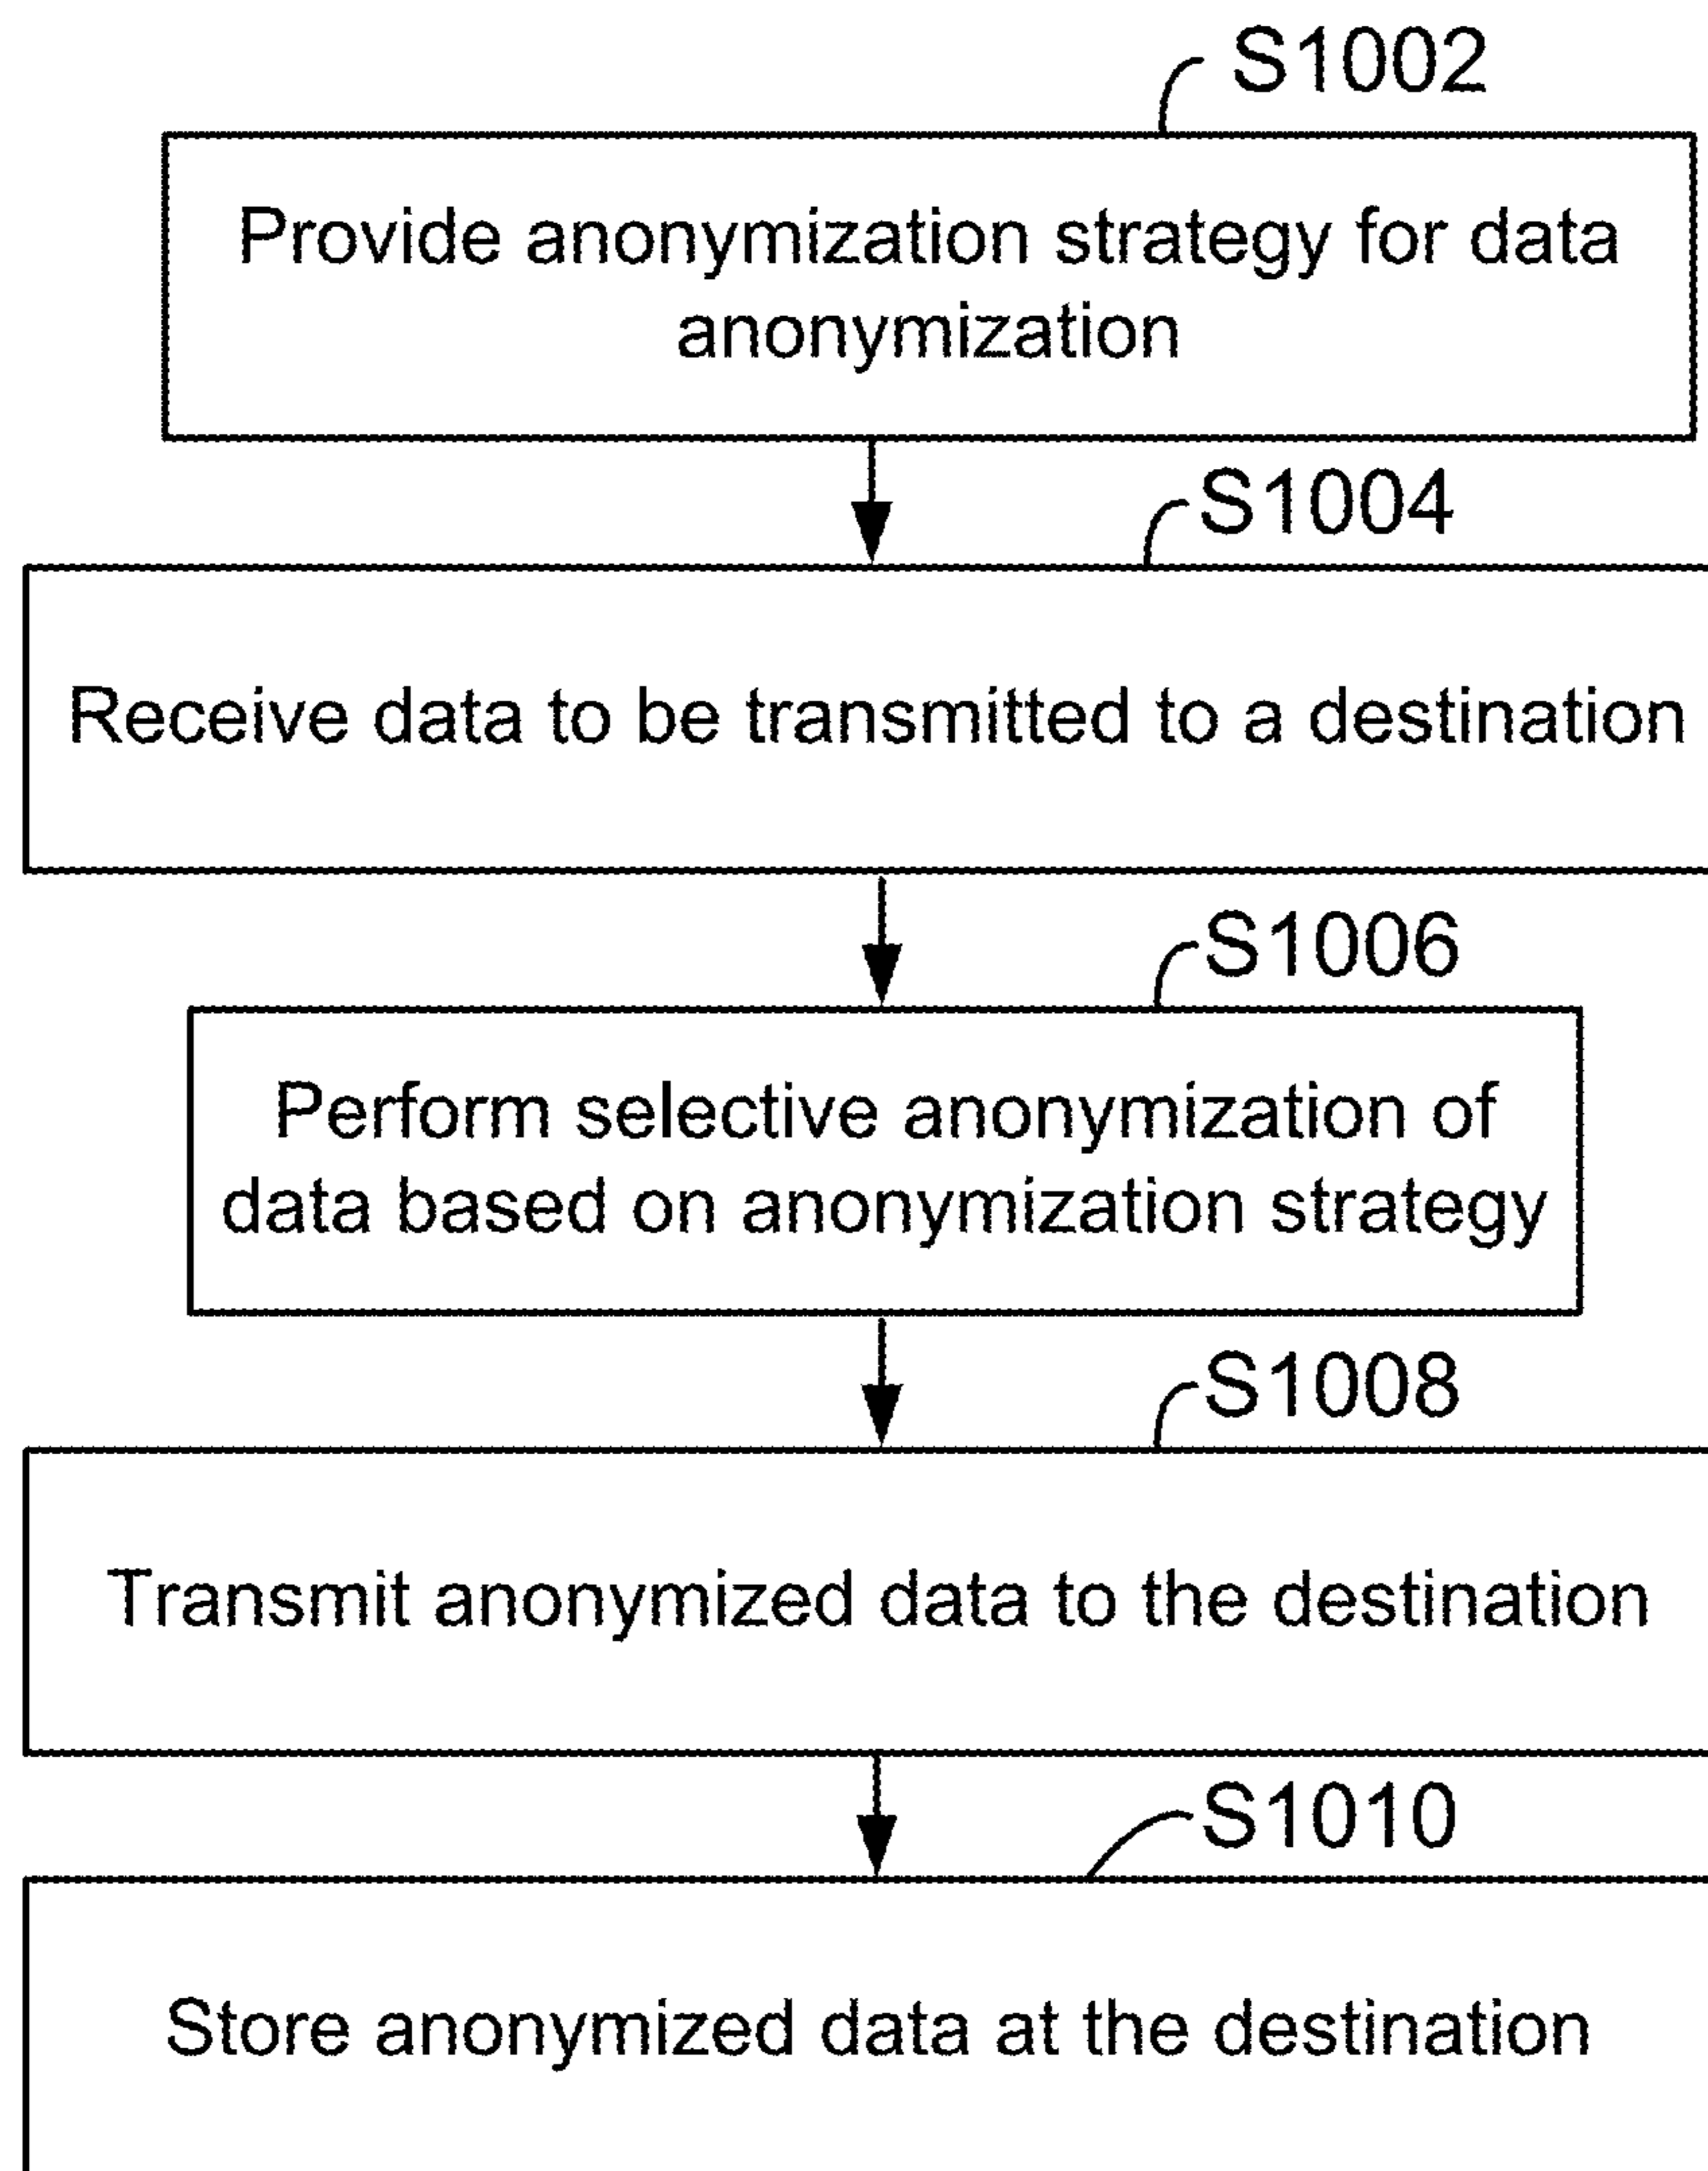 S1002
Provide anonymization strategy for data
anonymization
S1004
Receive data to be transmitted to a destination
S1006
Perform selective anonymization of
data based on anonymization strategy
S1008
Transmit anonymized data to the destination
S1010
Store anonymized data at the destination